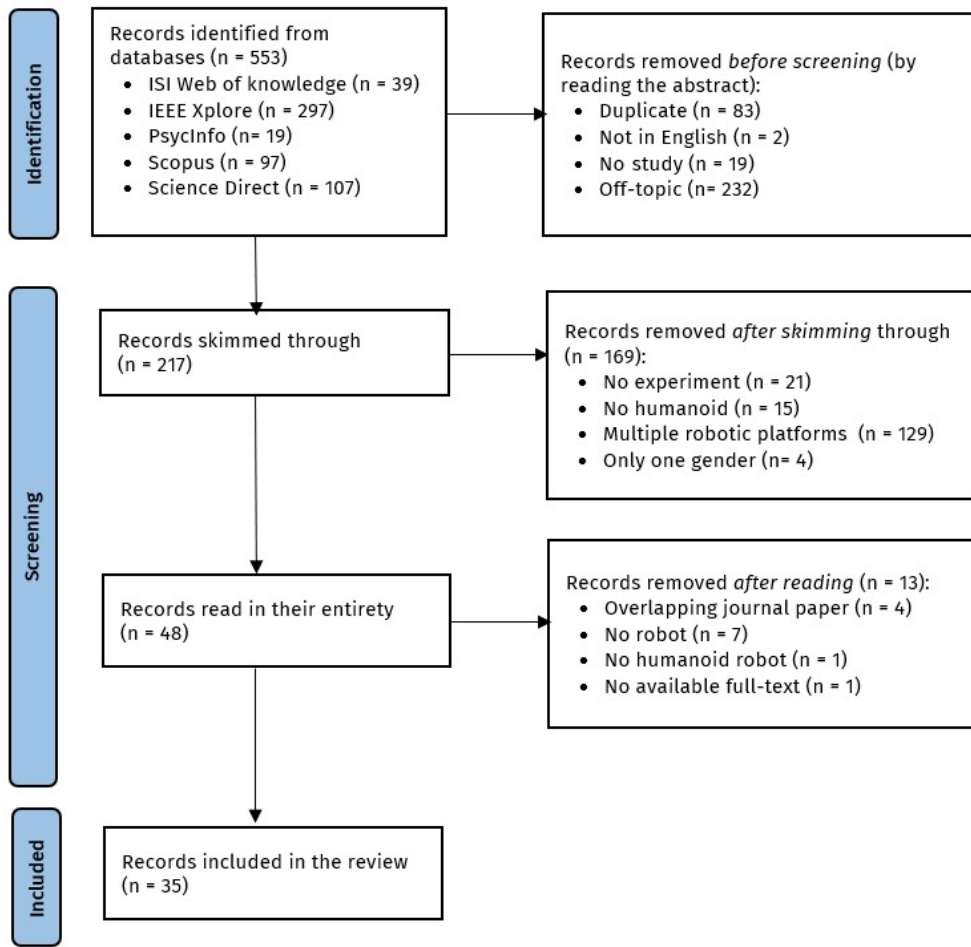 Identification
Records identified from
databases (n = 553)
• ISI Web of knowledge (n = 39)
• IEEE Xplore (n = 297)
• PsycInfo (n= 19)
• Scopus (n = 97)
• Science Direct (n = 107)
Records removed before screening (by
reading the abstract):
• Duplicate (n = 83)
• Not in English (n = 2)
• No study (n = 19)
• Off-topic (n= 232)
Screening
Records skimmed through
(n = 217)
Records removed after skimming through
(n = 169):
• No experiment (n = 21)
• No humanoid (n = 15)
• Multiple robotic platforms (n = 129)
• Only one gender (n= 4)
Records read in their entirety
(n = 48)
Records removed after reading (n = 13):
• Overlapping journal paper (n = 4)
• No robot (n = 7)
• No humanoid robot (n = 1)
• No available full-text (n = 1)
Included
Records included in the review
(n = 35)